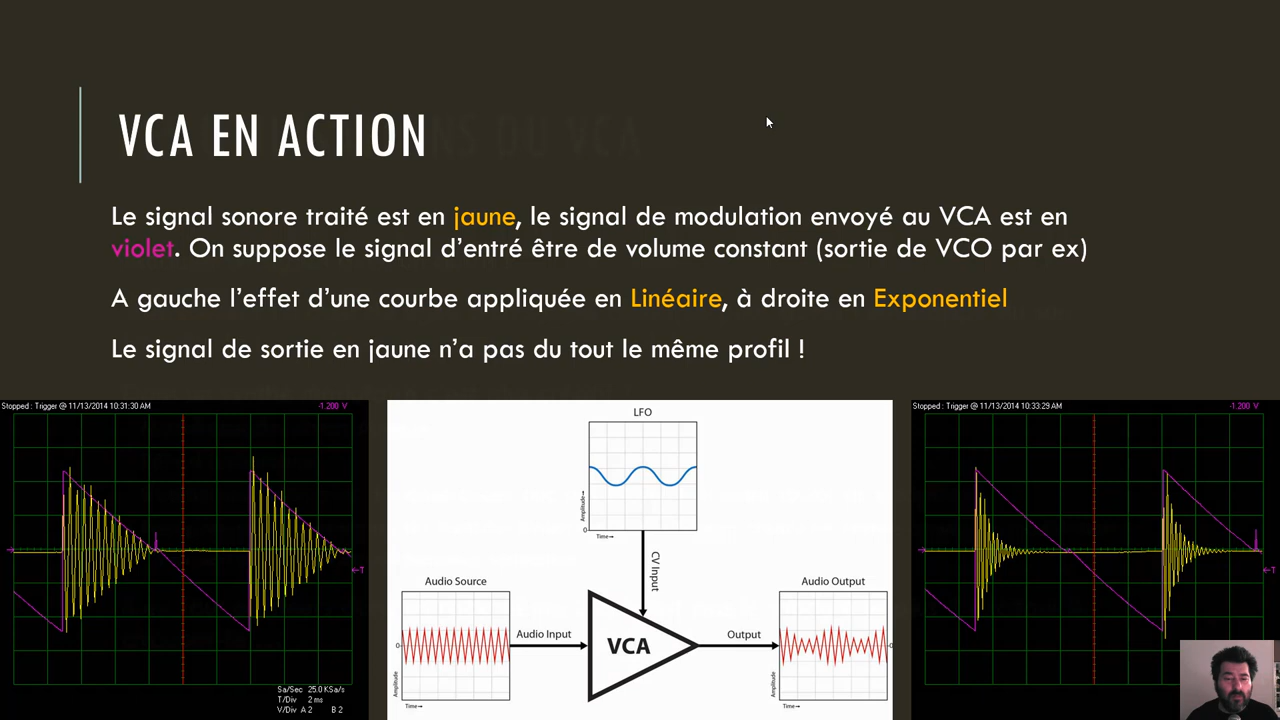 VCA EN ACTION
Le signal sonore traité est en jaune, le signal de modulation envoyé au VCA est en
violet. On suppose le signal d'entré être de volume constant (sortie de VCO par ex)
A gauche l'effet d'une courbe appliquée en Linéaire, à droite en Exponentiel
Le signal de sortie en jaune n'a pas du tout le même profil !
Stopped : Trigger @ 11/13/2014 10:31:30 AM
-1.200 V
T
Sa/Sec 25.0 KSa/s
T/Div 2 ms
V/Div A 2 B 2
LFO
Amplitude→
0
Time→
CV Input
Audio Source
0
Amplitude→
Time→
Audio Input
VCA
Output
Audio Output
0
Amplitude→
Time→
Stopped : Trigger @ 11/13/2014 10:33:29 AM
-1.200 V
T